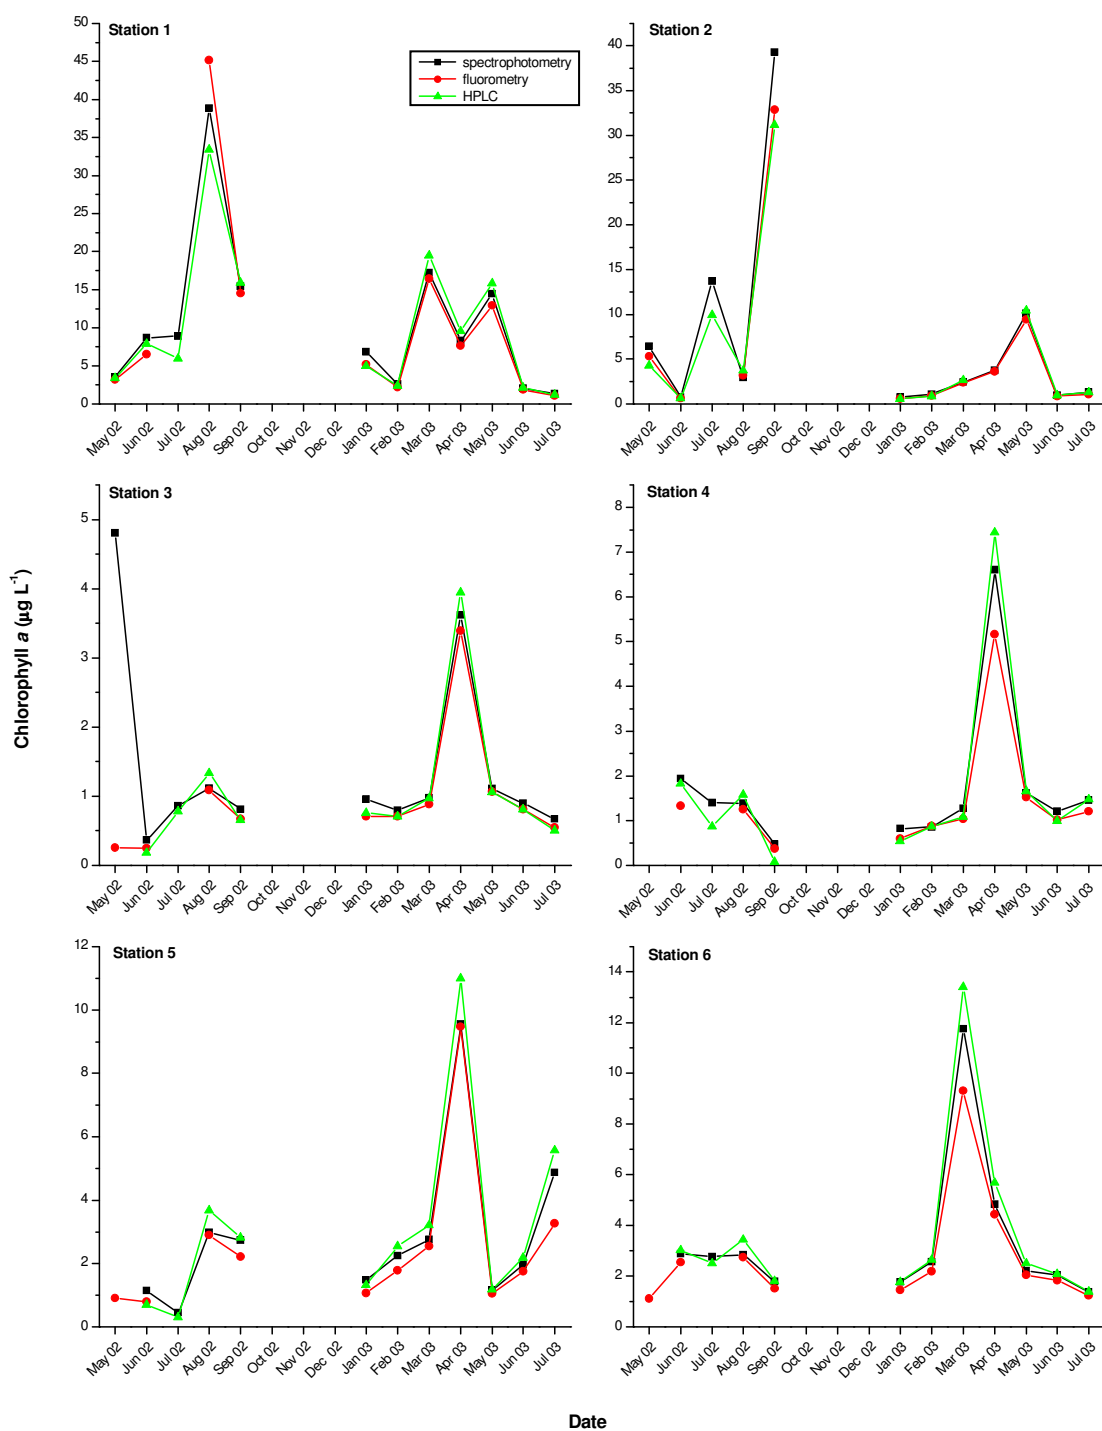 Station 1
spectrophotometry
fluorometry
HPLC
50
45
40
35
30
25
20
15
10
5
0
May 02 Jun 02 Jul 02 Aug 02 Sep 02 Oct 02 Nov 02 Dec 02 Jan 03 Feb 03 Mar 03 Apr 03 May 03 Jun 03 Jul 03
Station 2
40
35
30
25
20
15
10
5
0
May 02 Jun 02 Jul 02 Aug 02 Sep 02 Oct 02 Nov 02 Dec 02 Jan 03 Feb 03 Mar 03 Apr 03 May 03 Jun 03 Jul 03
Station 3
5
4
3
2
1
0
May 02 Jun 02 Jul 02 Aug 02 Sep 02 Oct 02 Nov 02 Dec 02 Jan 03 Feb 03 Mar 03 Apr 03 May 03 Jun 03 Jul 03
Station 4
8
7
6
5
4
3
2
1
0
May 02 Jun 02 Jul 02 Aug 02 Sep 02 Oct 02 Nov 02 Dec 02 Jan 03 Feb 03 Mar 03 Apr 03 May 03 Jun 03 Jul 03
Chlorophyll a (µg L-1)
Station 5
12
10
8
6
4
2
0
May 02 Jun 02 Jul 02 Aug 02 Sep 02 Oct 02 Nov 02 Dec 02 Jan 03 Feb 03 Mar 03 Apr 03 May 03 Jun 03 Jul 03
Station 6
14
12
10
8
6
4
2
0
May 02 Jun 02 Jul 02 Aug 02 Sep 02 Oct 02 Nov 02 Dec 02 Jan 03 Feb 03 Mar 03 Apr 03 May 03 Jun 03 Jul 03
Date